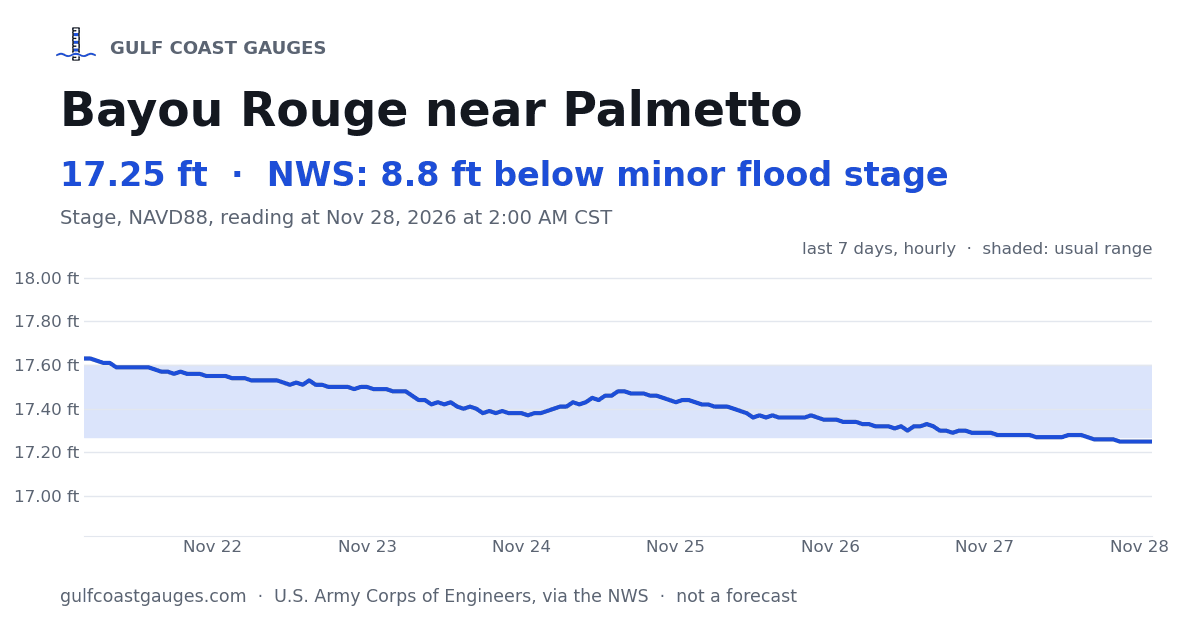 GULF COAST GAUGES
Bayou Rouge near Palmetto
17.25 ft · NWS: 8.8 ft below minor flood stage
Stage, NAVD88, reading at Nov 28, 2026 at 2:00 AM CST
last 7 days, hourly · shaded: usual range
18.00 ft
17.80 ft
17.60 ft
17.40 ft
17.20 ft
17.00 ft
Nov 22 Nov 23 Nov 24 Nov 25 Nov 26 Nov 27 Nov 28
gulfcoastgauges.com · U.S. Army Corps of Engineers, via the NWS · not a forecast